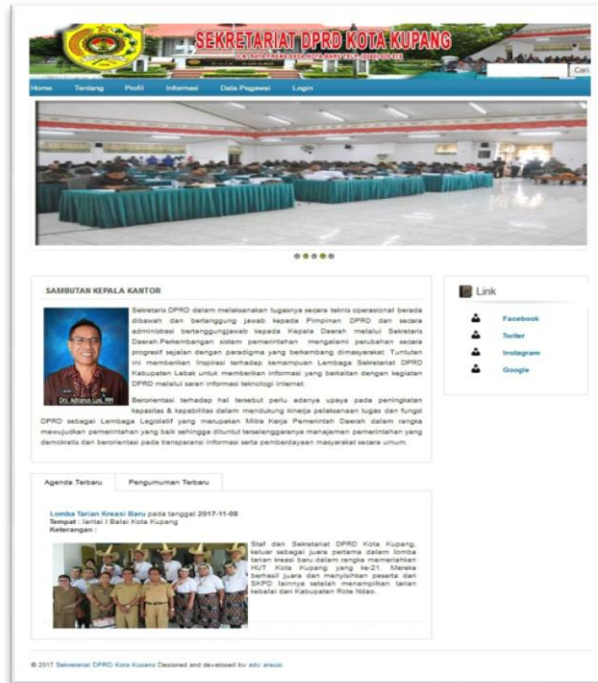 SEKRETARIAT DPRD KOTA KUPANG
Cari
Home Tentang Profil Informasi Data Pegawai Login
SAMBUTAN KEPALA KANTOR
Sekretaris DPRD dalam melaksanakan tugasnya secara teknis operasional berada
dibawah dan bertanggung jawab kepada Pimpinan DPRD dan secara
administrasi bertanggungjawab kepada Kepala Daerah melalui Sekretaris
Daerah.Perkembangan sistem pemerintahan mengalami perubahan secara
progresif sejalan dengan paradigma yang berkambang dimasyarakat. Tuntutan
ini memberikan Inspirasi terhadap kemampuan Lembaga Sekretariat DPRD
Kabupaten Lebak untuk memberikan informasi yang berkaitan dengan kegiatan
DPRD melalui saran informasi teknologi internet.
Drs. Adrianus Lusi, MM
Berorientasi terhadap hal tersebut perlu adanya upaya pada peningkatan
kapasitas & kapabilitas dalam mendukung kinerja pelaksanaan tugas dan fungsi
DPRD sebagai Lembaga Legislatif yang merupakan Mitra Kerja Pemerintah Daerah dalam rangka
mewujudkan pemerintahan yang baik sehingga dituntut terselenggaranya manajemen pemerintahan yang
demokratis dan berorientasi pada transparansi informasi serta pemberdayaan masyarakat secara umum.
Link
Facebook
Twiter
Instagram
Google
Agenda Terbaru Pengumuman Terbaru
Lomba Tarian Kreasi Baru pada tanggal 2017-11-08
Tempat : lantai I Balai Kota Kupang
Keterangan :
Staf dari Sekretariat DPRD Kota Kupang,
keluar sebagai juara pertama dalam lomba
tarian kreasi baru dalam rangka memeriahkan
HUT Kota Kupang yang ke-21. Mereka
berhasil juara dan menyisihkan peserta dari
SKPD lainnya setelah menampilkan tarian
kebalai dari Kabupaten Rote Ndao.
© 2017 Sekretariat DPRD Kota Kupang Designed and developed by adv araujo